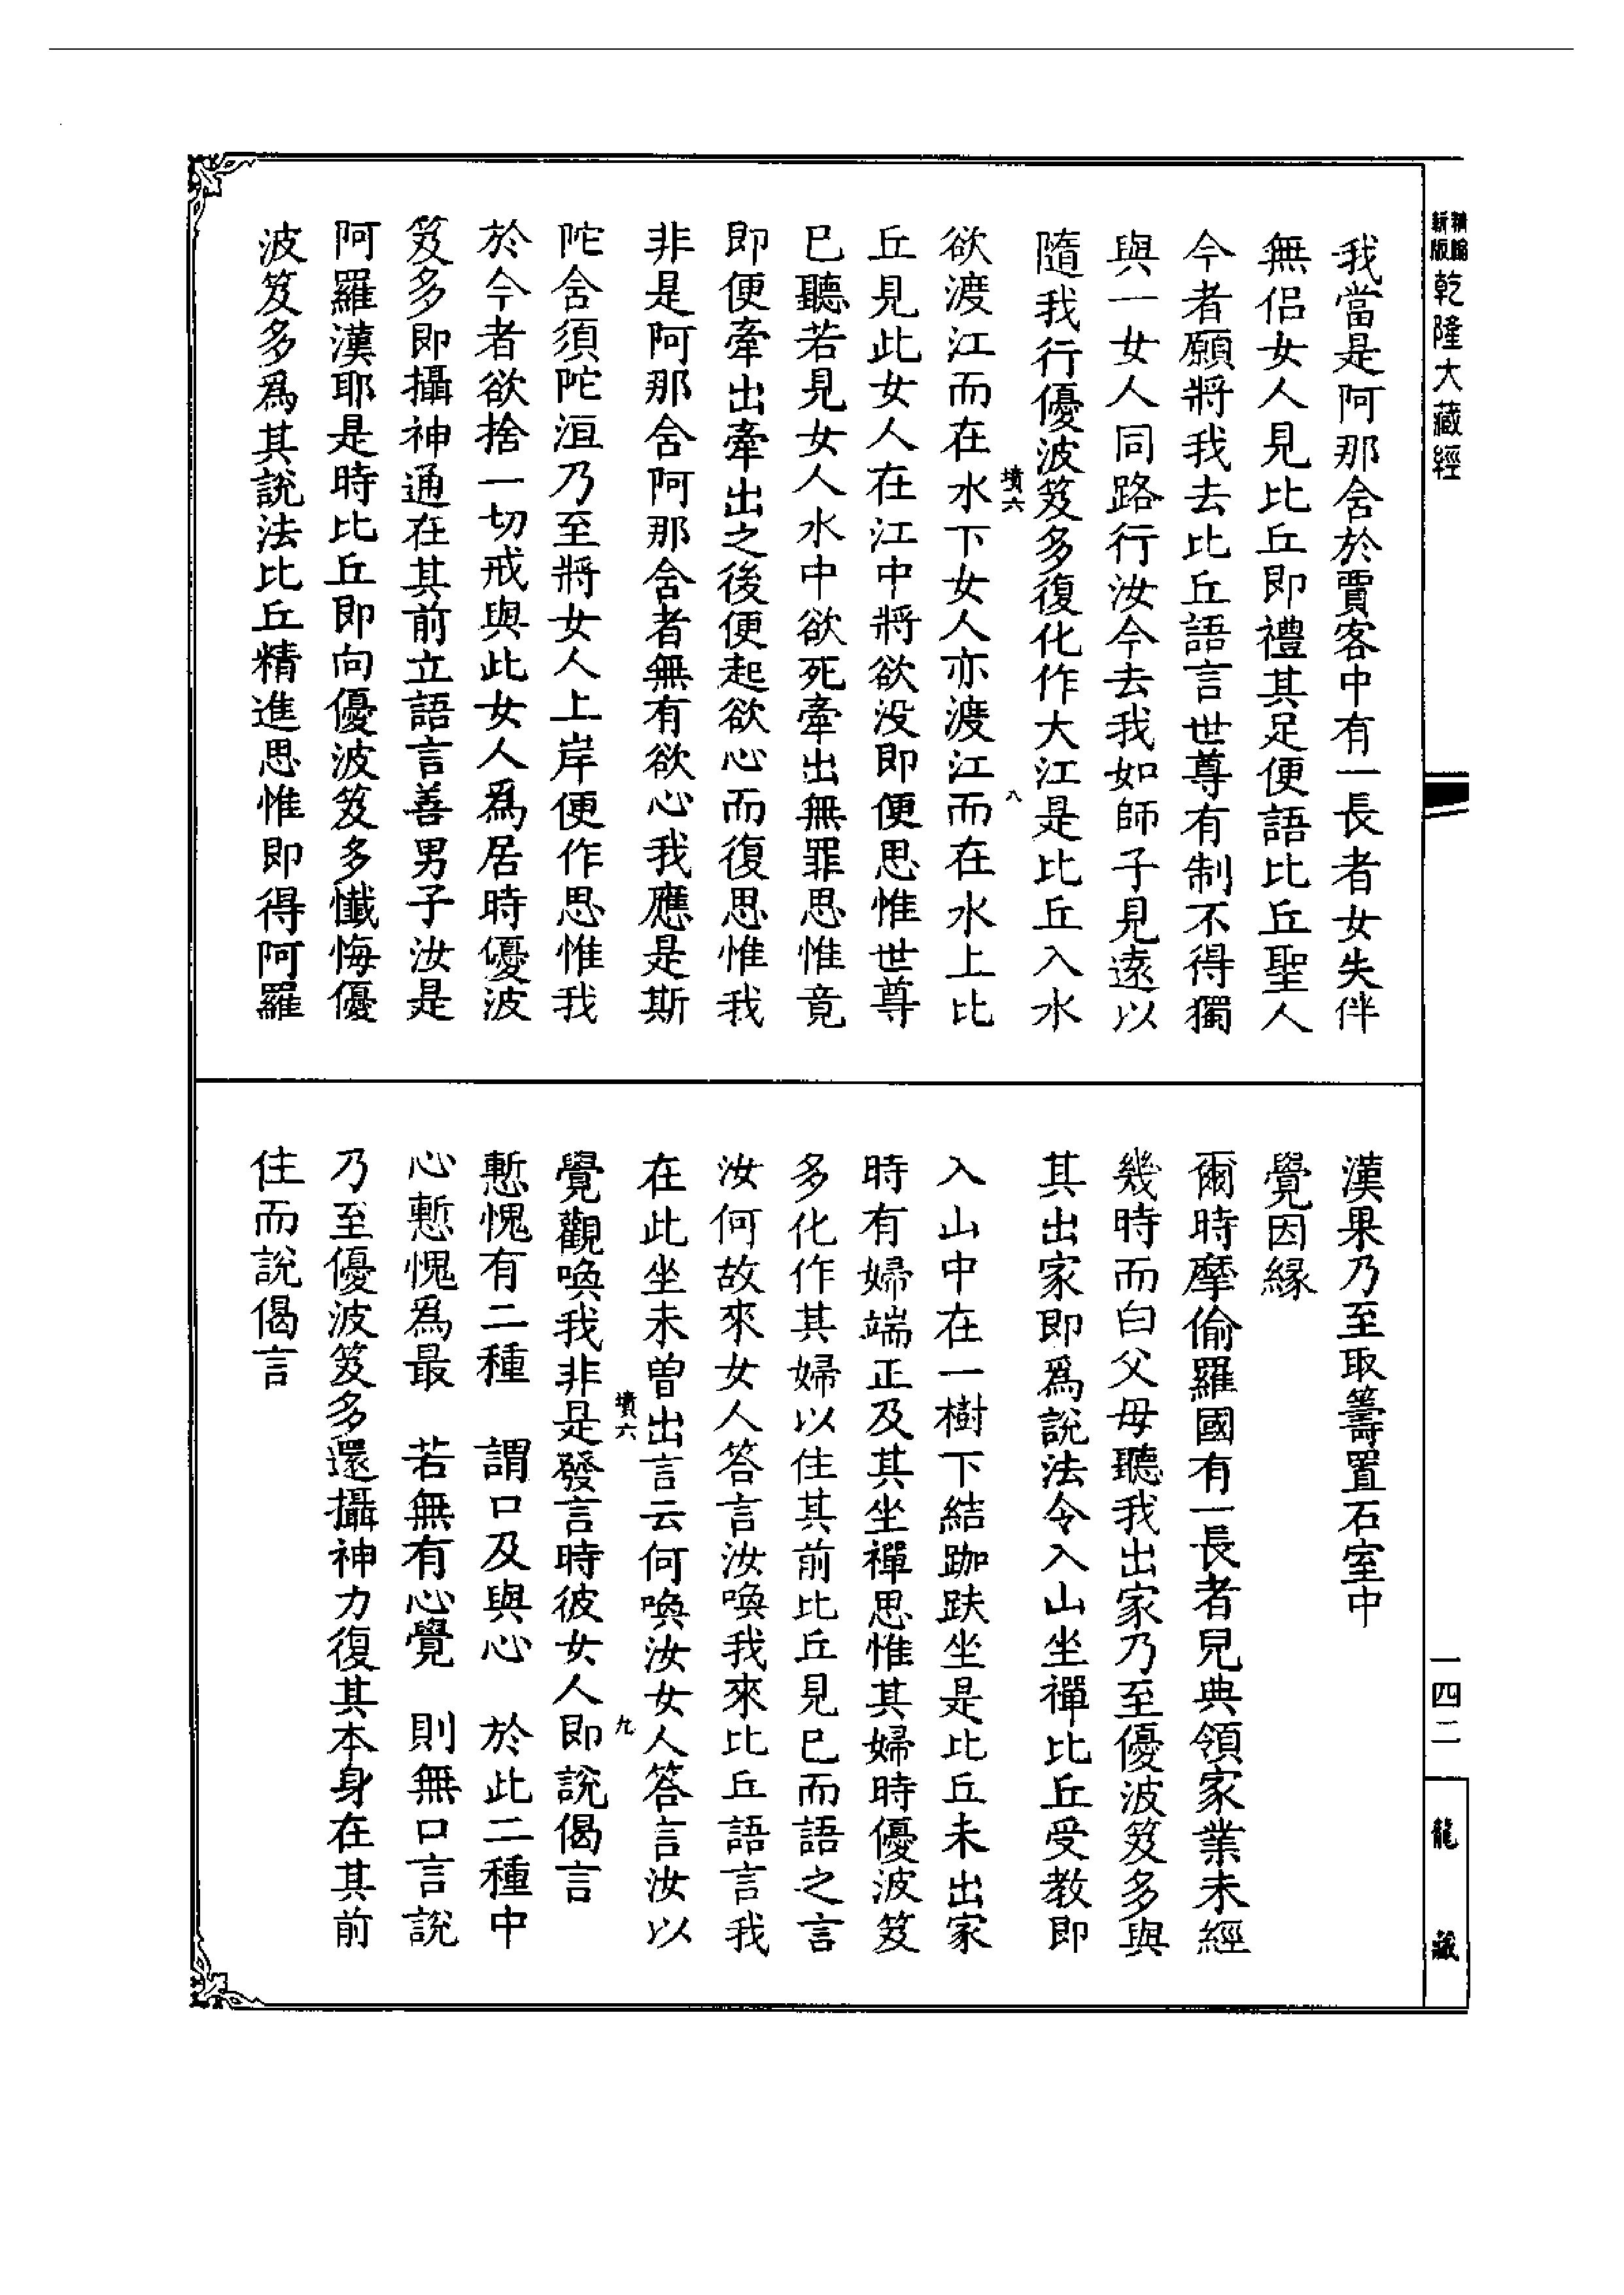 新版精編乾隆大藏經
我當是阿那含於賈客中有一長者女失伴
無侶女人見比丘即禮其足便語比丘聖人
今者願將我去比丘語言世尊有制不得獨
與一女人同路行汝今去我如師子見遠以
隨我行優波笈多復化作大江是比丘入水
墳六
八
欲渡江而在水下女人亦渡江而在水上比
丘見此女人在江中將欲没即便思惟世尊
已聽若見女人水中欲死牽出無罪思惟竟
即便牽出牽出之後便起欲心而復思惟我
非是阿那含阿那含者無有欲心我應是斯
陀含須陀洹乃至將女人上岸便作思惟我
於今者欲捨一切戒與此女人爲居時優波
笈多即攝神通在其前立語言善男子汝是
阿羅漢耶是時比丘即向優波笈多懺悔優
波笈多爲其說法比丘精進思惟即得阿羅
漢果乃至取籌置石室中
覺因縁
爾時摩偷羅國有一長者兒典領家業未經
幾時而白父母聽我出家乃至優波笈多與
其出家即爲說法令入山坐禪比丘受教即
入山中在一樹下結跏趺坐是比丘未出家
時有婦端正及其坐禪思惟其婦時優波笈
多化作其婦以住其前比丘見已而語之言
汝何故來女人答言汝喚我來比丘語言我
在此坐未曾出言云何喚汝女人答言汝以
墳六
九
覺觀喚我非是發言時彼女人即說偈言
慙愧有二種　謂口及與心　於此二種中
心慙愧爲最　若無有心覺　則無口言說
乃至優波笈多還攝神力復其本身在其前
住而說偈言
一四二
龍藏